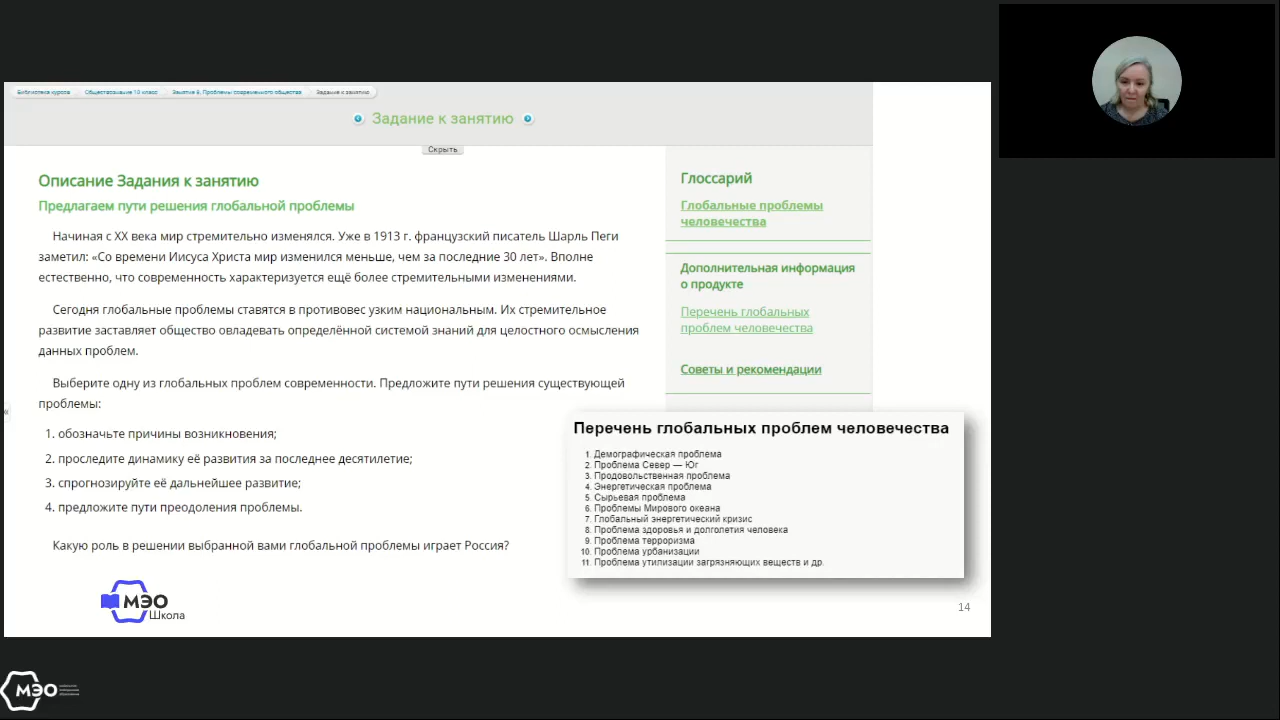 Библиотека курсов Обществознание 10 класс Занятие 8. Проблемы современного общества Задание к занятию
Задание к занятию
Скрыть
Описание Задания к занятию
Предлагаем пути решения глобальной проблемы
Начиная с XX века мир стремительно изменялся. Уже в 1913 г. французский писатель Шарль Пеги
заметил: «Со времени Иисуса Христа мир изменился меньше, чем за последние 30 лет». Вполне
естественно, что современность характеризуется ещё более стремительными изменениями.
Сегодня глобальные проблемы ставятся в противовес узким национальным. Их стремительное
развитие заставляет общество овладевать определённой системой знаний для целостного осмысления
данных проблем.
Выберите одну из глобальных проблем современности. Предложите пути решения существующей
проблемы:
1. обозначьте причины возникновения;
2. проследите динамику её развития за последнее десятилетие;
3. спрогнозируйте её дальнейшее развитие;
4. предложите пути преодоления проблемы.
Какую роль в решении выбранной вами глобальной проблемы играет Россия?
Глоссарий
Глобальные проблемы
человечества
Дополнительная информация
о продукте
Перечень глобальных
проблем человечества
Советы и рекомендации
Перечень глобальных проблем человечества
1. Демографическая проблема
2. Проблема Север — Юг
3. Продовольственная проблема
4. Энергетическая проблема
5. Сырьевая проблема
6. Проблемы Мирового океана
7. Глобальный энергетический кризис
8. Проблема здоровья и долголетия человека
9. Проблема терроризма
10. Проблема урбанизации
11. Проблема утилизации загрязняющих веществ и др.
МЭО
Школа
14
МЭО